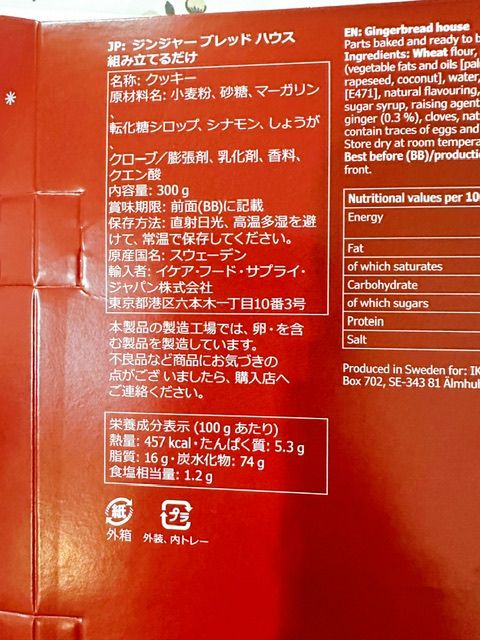 JP: ジンジャーブレッド ハウス
組み立てるだけ
名称: クッキー
原材料名: 小麦粉、砂糖、マーガリン
、
転化糖シロップ、シナモン、しょうが
、
クローブ／膨張剤、乳化剤、香料、
クエン酸
内容量: 300 g
賞味期限: 前面(BB)に記載
保存方法: 直射日光、高温多湿を避
けて、常温で保存してください。
原産国名: スウェーデン
輸入者: イケア・フード・サプライ・
ジャパン株式会社
東京都港区六本木一丁目10番3号
本製品の製造工場では、卵・を含
む製品を製造しています。
不良品など商品にお気づきの
点がございましたら、購入店へ
ご連絡ください。
栄養成分表示 (100 g あたり)
熱量: 457 kcal・たんぱく質: 5.3 g
脂質: 16 g・炭水化物: 74 g
食塩相当量: 1.2 g
紙
外箱
プラ
外装、内トレー
EN: Gingerbread house
Parts baked and ready to b
Ingredients: Wheat flour,
(vegetable fats and oils [pal
rapeseed, coconut], water,
[E471], natural flavouring,
sugar syrup, raising agent
ginger (0.3 %), cloves, nat
contain traces of eggs and
Store dry at room tempera
Best before (BB)/productio
front.
Nutritional values per 10
Energy
Fat
of which saturates
Carbohydrate
of which sugars
Protein
Salt
Produced in Sweden for: IK
Box 702, SE-343 81 Älmhul